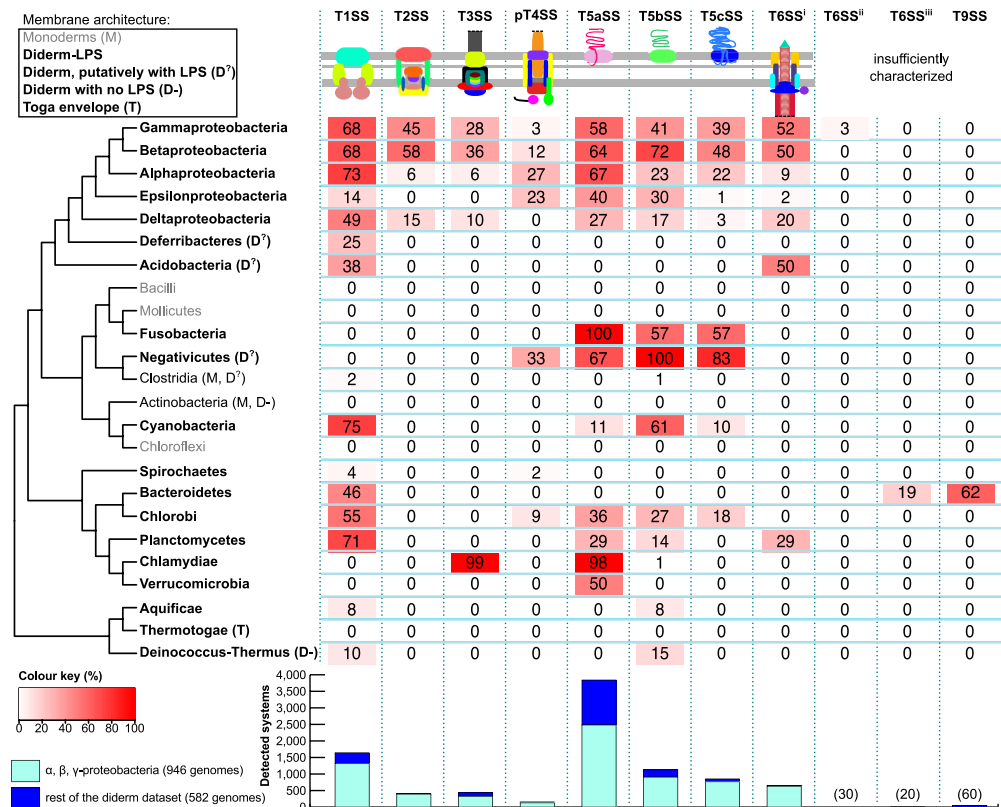 Membrane architecture:
Monoderms (M)
Diderm-LPS
Diderm, putatively with LPS (D?)
Diderm with no LPS (D-)
Toga envelope (T)
T1SS T2SS T3SS pT4SS T5aSS T5bSS T5cSS T6SSi T6SSii T6SSiii T9SS
insufficiently
characterized
Gammaproteobacteria 68 45 28 3 58 41 39 52 3 0 0
Betaproteobacteria 68 58 36 12 64 72 48 50 0 0 0
Alphaproteobacteria 73 6 6 27 67 23 22 9 0 0 0
Epsilonproteobacteria 14 0 0 23 40 30 1 2 0 0 0
Deltaproteobacteria 49 15 10 0 27 17 3 20 0 0 0
Deferribacteres (D?) 25 0 0 0 0 0 0 0 0 0 0
Acidobacteria (D?) 38 0 0 0 0 0 0 50 0 0 0
Bacilli 0 0 0 0 0 0 0 0 0 0 0
Mollicutes 0 0 0 0 0 0 0 0 0 0 0
Fusobacteria 0 0 0 0 100 57 57 0 0 0 0
Negativicutes (D?) 0 0 0 33 67 100 83 0 0 0 0
Clostridia (M, D?) 2 0 0 0 0 1 0 0 0 0 0
Actinobacteria (M, D-) 0 0 0 0 0 0 0 0 0 0 0
Cyanobacteria 75 0 0 0 11 61 10 0 0 0 0
Chloroflexi 0 0 0 0 0 0 0 0 0 0 0
Spirochaetes 4 0 0 2 0 0 0 0 0 0 0
Bacteroidetes 46 0 0 0 0 0 0 0 0 19 62
Chlorobi 55 0 0 9 36 27 18 0 0 0 0
Planctomycetes 71 0 0 0 29 14 0 29 0 0 0
Chlamydiae 0 0 99 0 98 1 0 0 0 0 0
Verrucomicrobia 0 0 0 0 50 0 0 0 0 0 0
Aquificae 8 0 0 0 0 8 0 0 0 0 0
Thermotogae (T) 0 0 0 0 0 0 0 0 0 0 0
Deinococcus-Thermus (D-) 10 0 0 0 0 15 0 0 0 0 0
Colour key (%)
0 20 40 60 80 100
α, β, γ-proteobacteria (946 genomes)
rest of the diderm dataset (582 genomes)
Detected systems
4,000
3,500
3,000
2,500
2,000
1,500
1,000
500
0
(30) (20) (60)